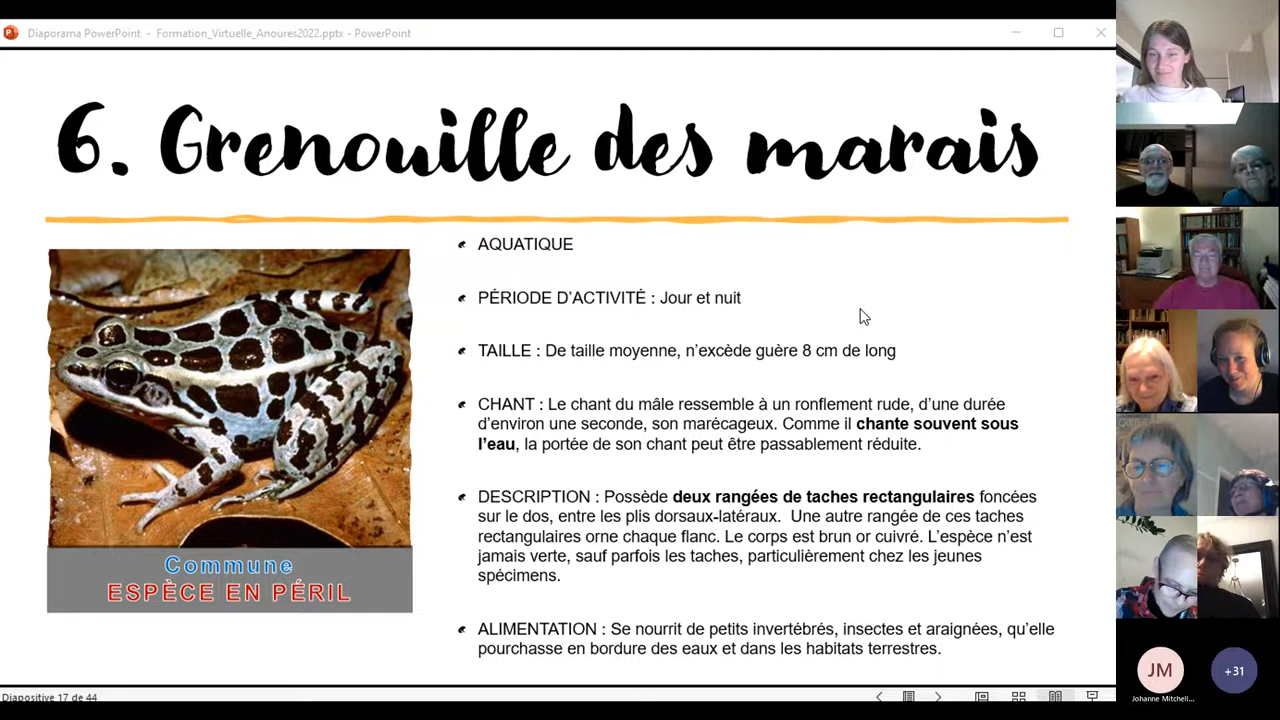 Diaporama PowerPoint - Formation_Virtuelle_Anoures2022.pptx - PowerPoint
6. Grenouille des marais
AQUATIQUE
PÉRIODE D'ACTIVITÉ : Jour et nuit
TAILLE : De taille moyenne, n'excède guère 8 cm de long
CHANT : Le chant du mâle ressemble à un ronflement rude, d'une durée
d'environ une seconde, son marécageux. Comme il chante souvent sous
l'eau, la portée de son chant peut être passablement réduite.
DESCRIPTION : Possède deux rangées de taches rectangulaires foncées
sur le dos, entre les plis dorsaux-latéraux. Une autre rangée de ces taches
rectangulaires orne chaque flanc. Le corps est brun or cuivré. L'espèce n'est
jamais verte, sauf parfois les taches, particulièrement chez les jeunes
spécimens.
ALIMENTATION : Se nourrit de petits invertébrés, insectes et araignées, qu'elle
pourchasse en bordure des eaux et dans les habitats terrestres.
Commune
ESPÈCE EN PÉRIL
Diapositive 17 de 44
JM
Johanne Mitchell...
+31